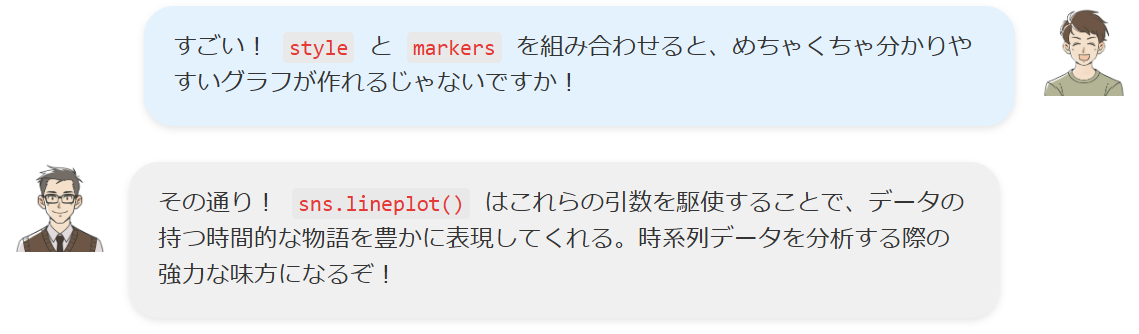 すごい！ style と markers を組み合わせると、めちゃくちゃ分かりや
すいグラフが作れるじゃないですか！
その通り！ sns.lineplot() はこれらの引数を駆使することで、データの
持つ時間的な物語を豊かに表現してくれる。時系列データを分析する際の
強力な味方になるぞ！